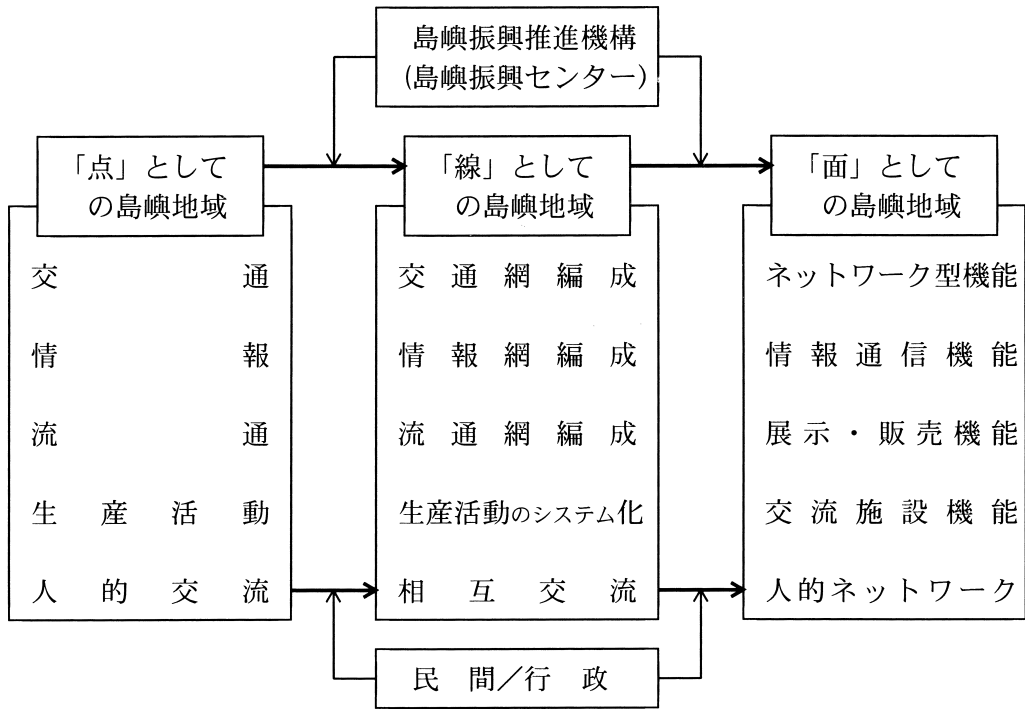 島嶼振興推進機構
(島嶼振興センター)
「点」として
の島嶼地域
交通
情報
流通
生産活動
人的交流
「線」として
の島嶼地域
交通網編成
情報網編成
流通網編成
生産活動のシステム化
相互交流
「面」として
の島嶼地域
ネットワーク型機能
情報通信機能
展示・販売機能
交流施設機能
人的ネットワーク
民間／行政